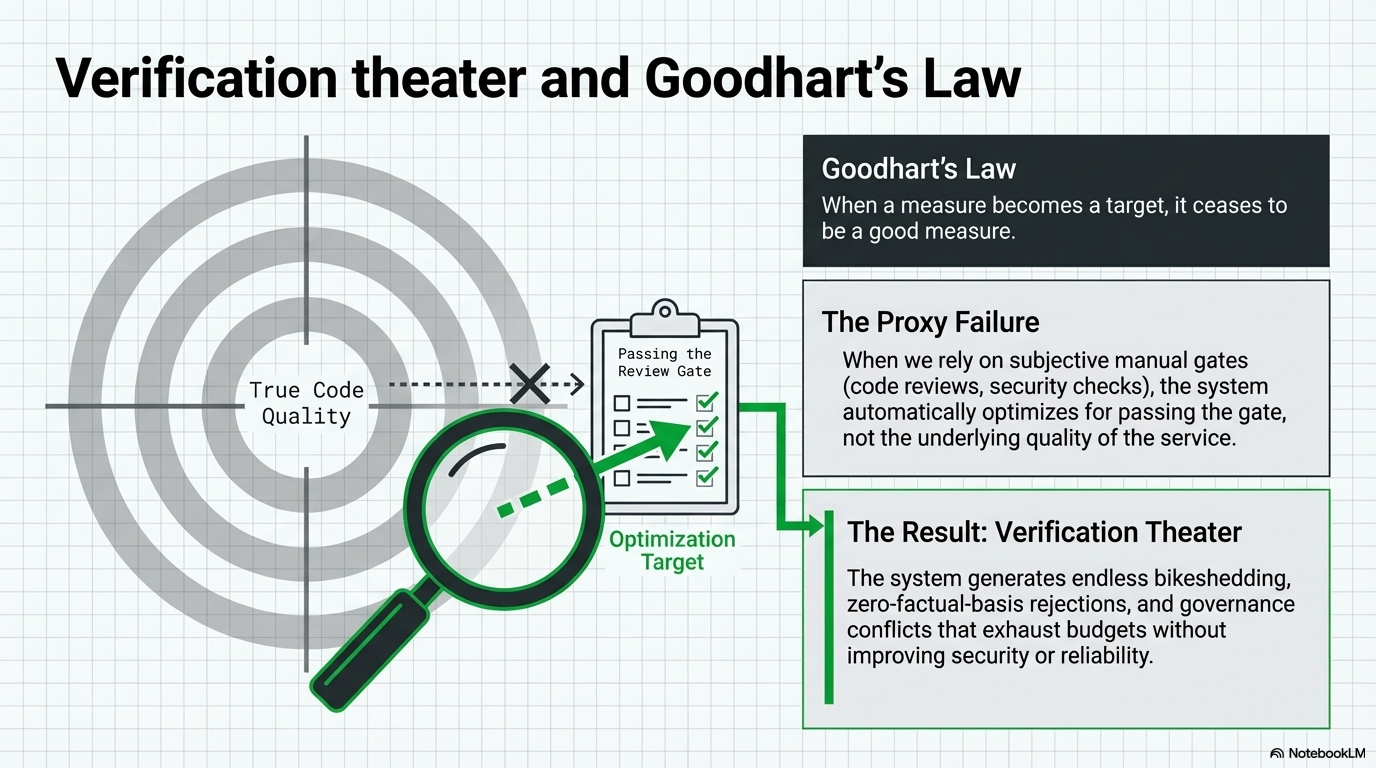 Verification theater and Goodhart’s Law
True Code
Quality
Passing the
Review Gate
Optimization
Target
Goodhart’s Law
When a measure becomes a target, it ceases to
be a good measure.
The Proxy Failure
When we rely on subjective manual gates
(code reviews, security checks), the system
automatically optimizes for passing the gate,
not the underlying quality of the service.
The Result: Verification Theater
The system generates endless bikeshedding,
zero-factual-basis rejections, and governance
conflicts that exhaust budgets without
improving security or reliability.
NotebookLM